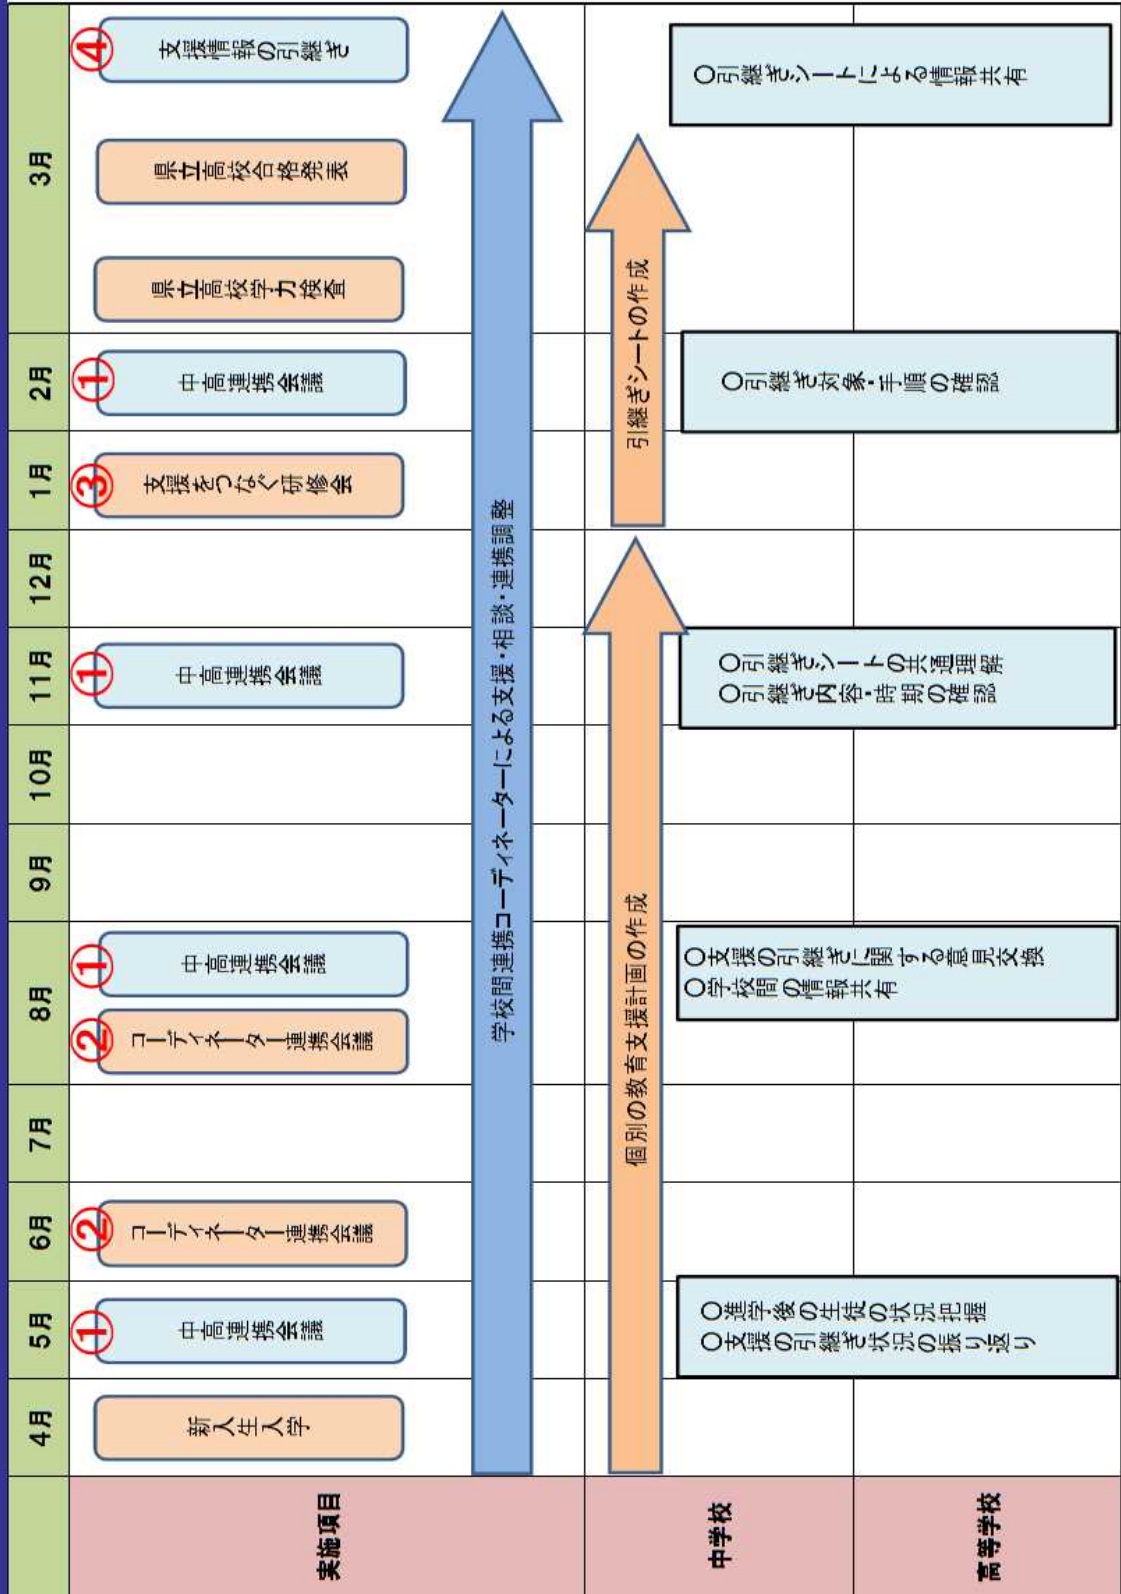 4月
5月
6月
7月
8月
9月
10月
11月
12月
1月
2月
3月
実施項目
新入生入学
①
中高連携会議
②
コーディネーター連携会議
②
コーディネーター連携会議
①
中高連携会議
①
中高連携会議
③
支援をつなぐ研修会
①
中高連携会議
県立高校学力検査
県立高校合格発表
④
支援情報の引継ぎ
学校間連携コーディネーターによる支援・相談・連携調整
中学校
個別の教育支援計画の作成
引継ぎシートの作成
高等学校
○進学後の生徒の状況把握
○支援の引継ぎ状況の振り返り
○支援の引継ぎに関する意見交換
○学校間の情報共有
○引継ぎシートの共通理解
○引継ぎ内容・時期の確認
○引継ぎ対象・手順の確認
○引継ぎシートによる情報共有